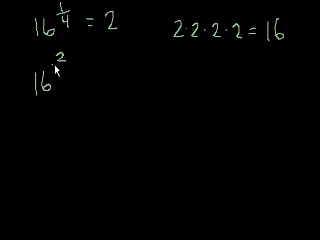 16^{1/4} = 2
2·2·2·2 = 16
16^2